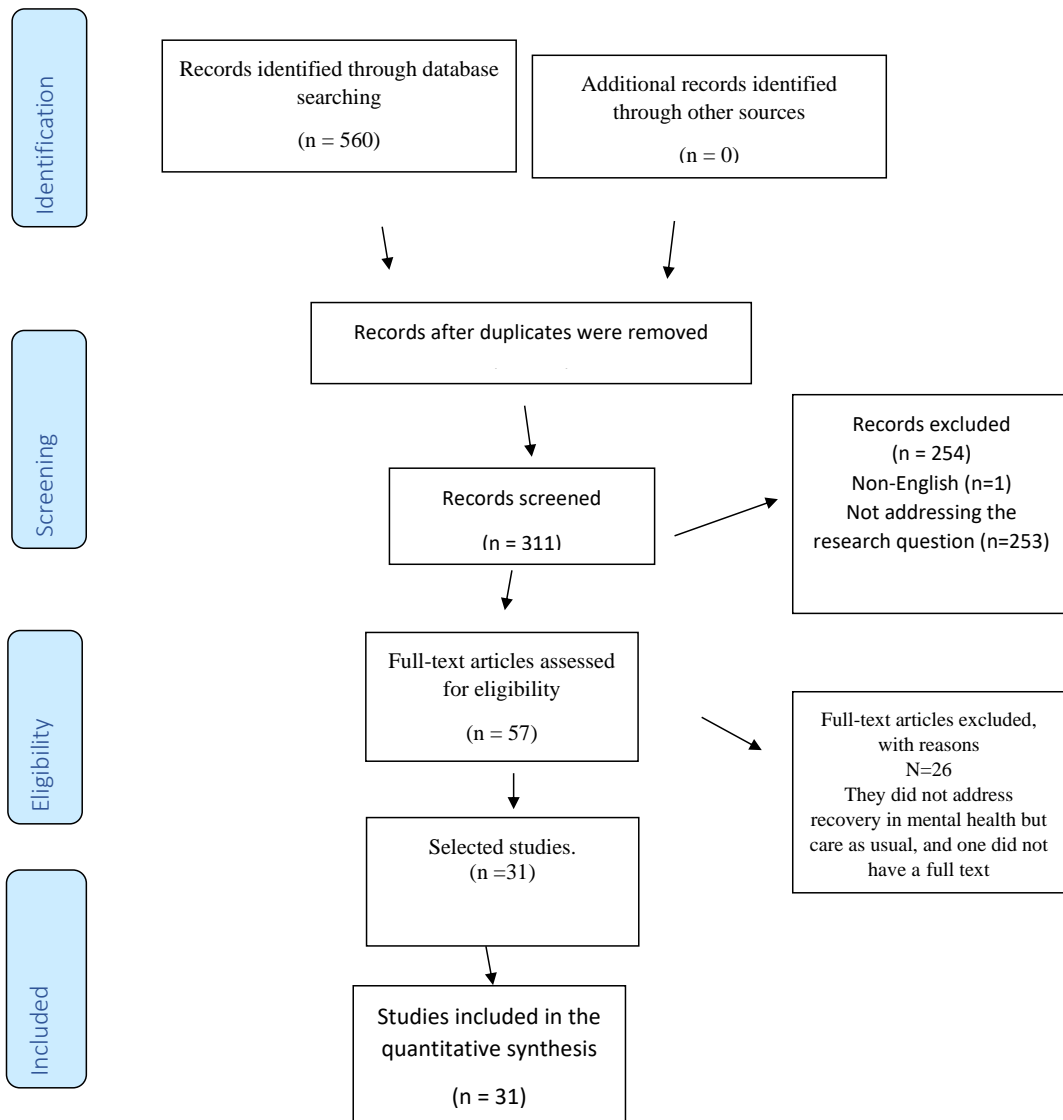 Identification
Records identified through database
searching
(n = 560)
Additional records identified
through other sources
(n = 0)
Records after duplicates were removed
Screening
Records screened
(n = 311)
Records excluded
(n = 254)
Non-English (n=1)
Not addressing the
research question (n=253)
Eligibility
Full-text articles assessed
for eligibility
(n = 57)
Full-text articles excluded,
with reasons
N=26
They did not address
recovery in mental health but
care as usual, and one did not
have a full text
Selected studies.
(n =31)
Included
Studies included in the
quantitative synthesis
(n = 31)